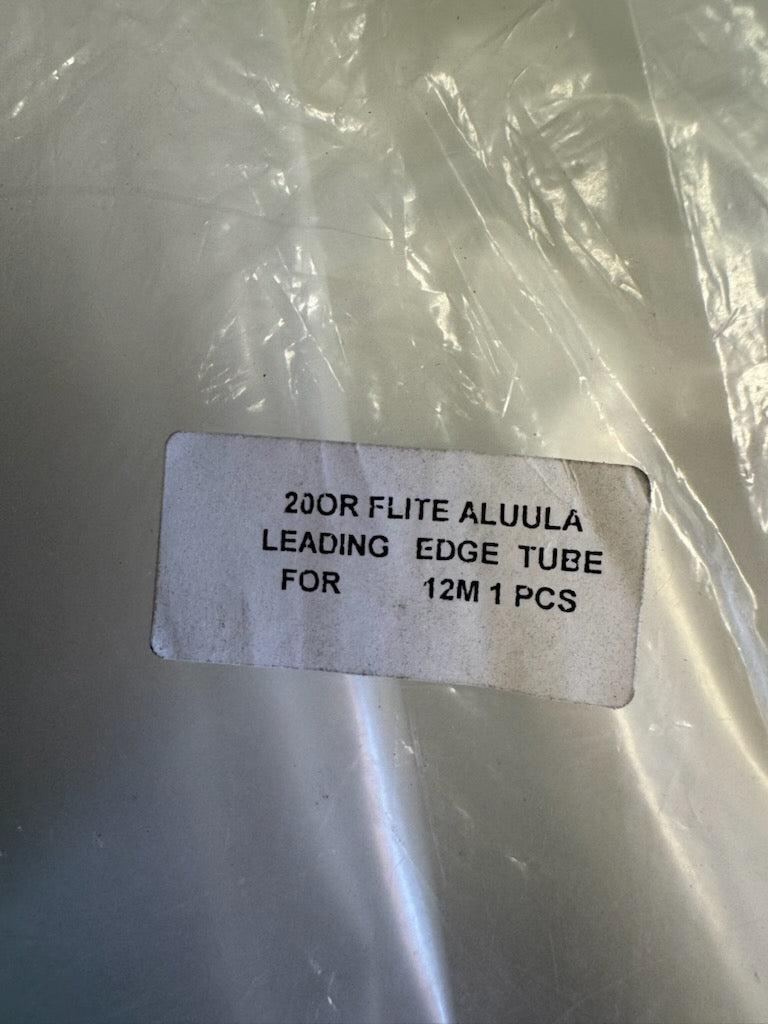 20OR FLITE ALUULA
LEADING EDGE TUBE
FOR 12M 1 PCS